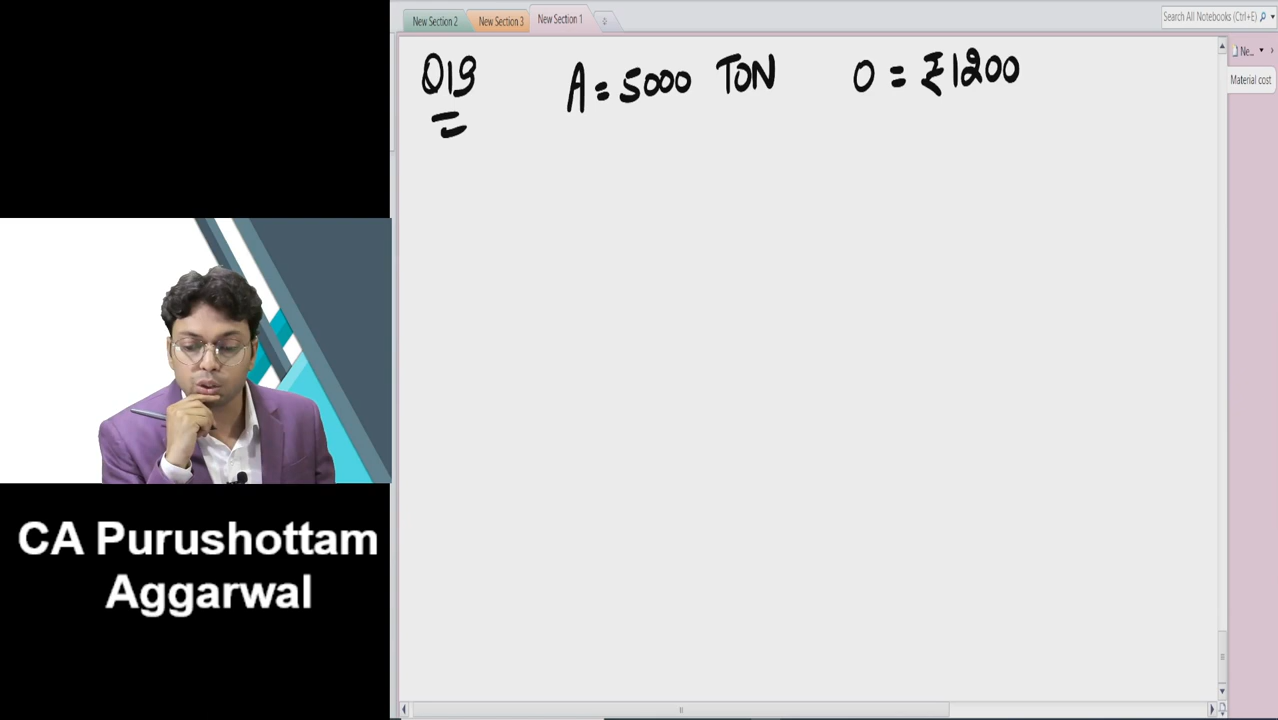 New Section 2 New Section 3 New Section 1
Search All Notebooks (Ctrl+E)
Ne...
Material cost
Q19 A = 5000 TON O = ₹1200
CA Purushottam
Aggarwal